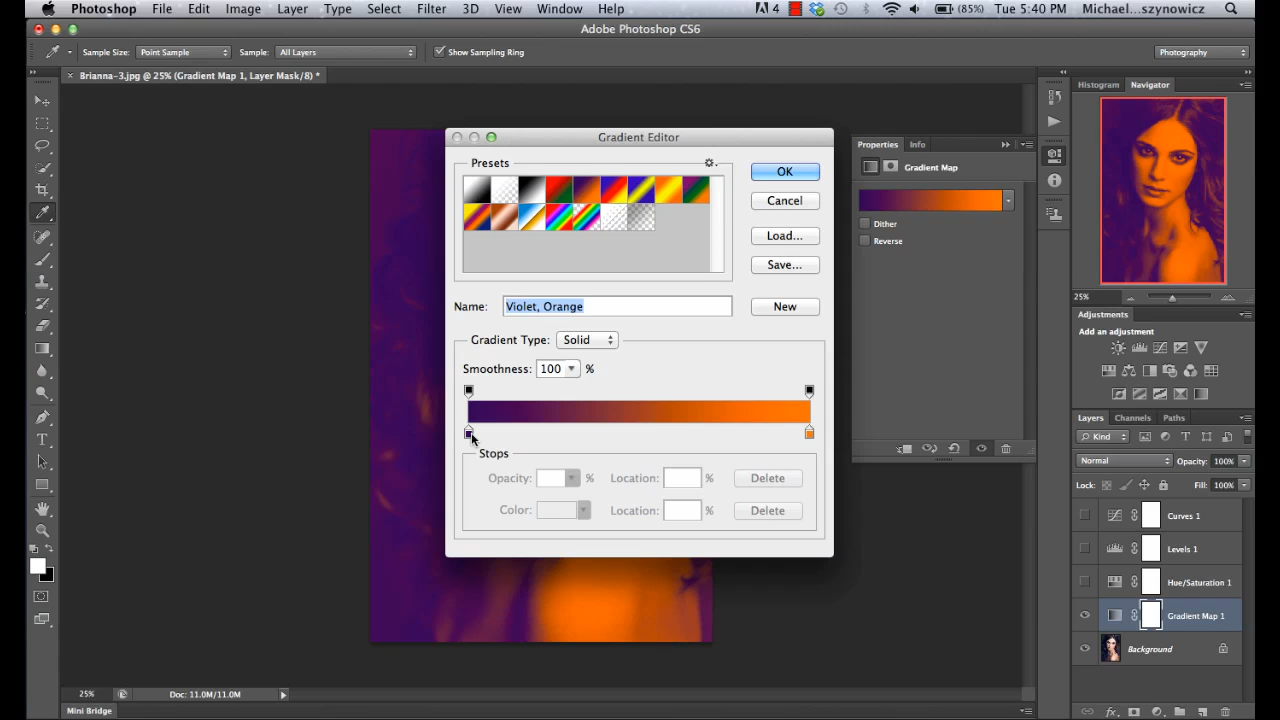 Photoshop File Edit Image Layer Type Select Filter 3D View Window Help 4 (85%) Tue 5:40 PM Michael...szynowicz
Adobe Photoshop CS6
Sample Size: Point Sample Sample: All Layers Show Sampling Ring Photography
Brianna-3.jpg @ 25% (Gradient Map 1, Layer Mask/8) *
Histogram Navigator
Gradient Editor
Properties Info
Presets
Gradient Map
OK
Cancel
Dither
Reverse
Load...
Save...
25%
Name: Violet, Orange New
Adjustments
Add an adjustment
Gradient Type: Solid
Smoothness: 100 %
Layers Channels Paths
Kind
Normal Opacity: 100%
Lock: Fill: 100%
Stops
Opacity: % Location: % Delete
Color: Location: % Delete
Curves 1
Levels 1
Hue/Saturation 1
Gradient Map 1
Background
25% Doc: 11.0M/11.0M
Mini Bridge